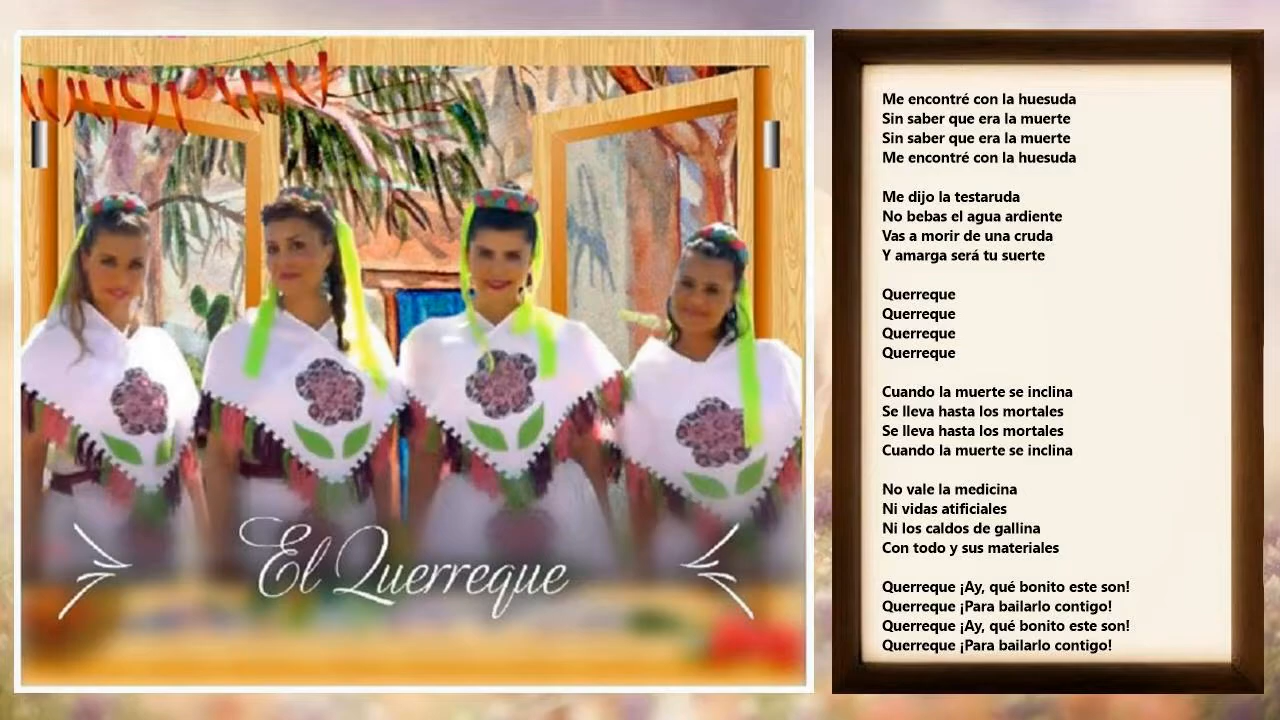 El Querreque
Me encontré con la huesuda
Sin saber que era la muerte
Sin saber que era la muerte
Me encontré con la huesuda
Me dijo la testaruda
No bebas el agua ardiente
Vas a morir de una cruda
Y amarga será tu suerte
Querreque
Querreque
Querreque
Querreque
Cuando la muerte se inclina
Se lleva hasta los mortales
Se lleva hasta los mortales
Cuando la muerte se inclina
No vale la medicina
Ni vidas atificiales
Ni los caldos de gallina
Con todo y sus materiales
Querreque ¡Ay, qué bonito este son!
Querreque ¡Para bailarlo contigo!
Querreque ¡Ay, qué bonito este son!
Querreque ¡Para bailarlo contigo!